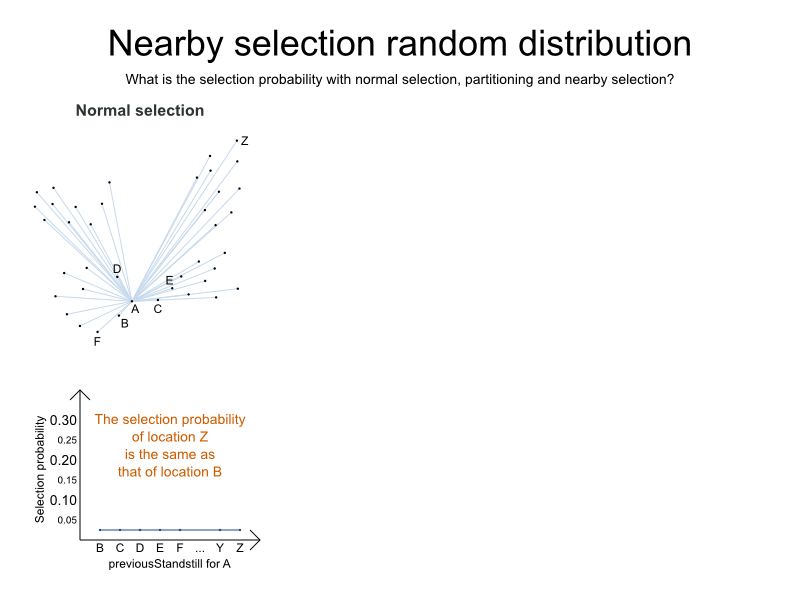 Nearby selection random distribution
What is the selection probability with normal selection, partitioning and nearby selection?
Normal selection
Z
D
E
A
C
B
F
Selection probability
0.30
0.25
0.20
0.15
0.10
0.05
The selection probability
of location Z
is the same as
that of location B
B C D E F ... Y Z
previousStandstill for A